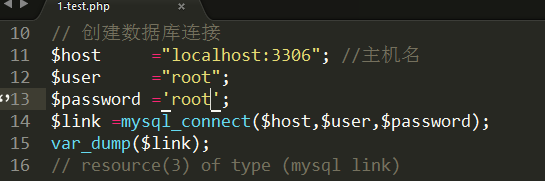 1-test.php ×
10 // 创建数据库连接
11 $host     ="localhost:3306"; //主机名
12 $user     ="root";
13 $password ='root';
14 $link =mysql_connect($host,$user,$password);
15 var_dump($link);
16 // resource(3) of type (mysql link)